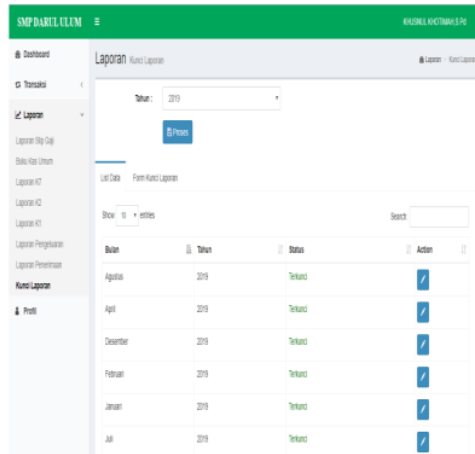 SMP DARUL ULUM
KHUSNUL KHOTIMAH,S.Pd
Dashboard
Transaksi
Laporan
Laporan Slip Gaji
Buku Kas Umum
Laporan K7
Laporan K2
Laporan K1
Laporan Pengeluaran
Laporan Penerimaan
Kunci Laporan
Profil
Laporan Kunci Laporan
Laporan > Kunci Laporan
Tahun : 2019
Proses
List Data Form Kunci Laporan
Show 10 entries Search
Bulan Tahun Status Action
Agustus 2019 Terkunci
April 2019 Terkunci
Desember 2019 Terkunci
Februari 2019 Terkunci
Januari 2019 Terkunci
Juli 2019 Terkunci